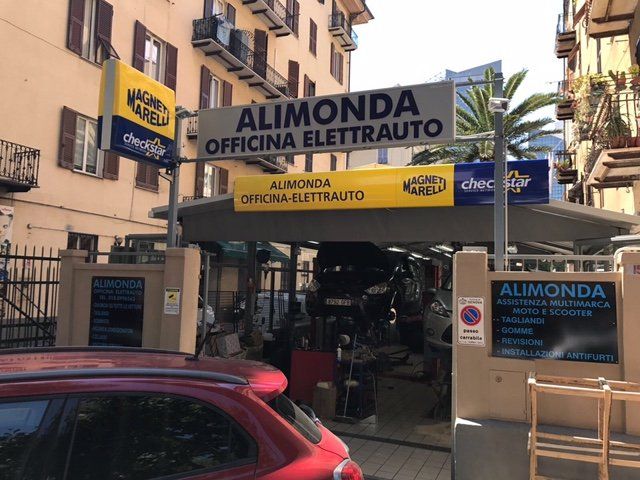 MAGNETI
MARELLI
checkstar
ALIMONDA
OFFICINA ELETTRAUTO
ALIMONDA
OFFICINA-ELETTRAUTO
MAGNETI
MARELLI
checkstar
ALIMONDA
OFFICINA ELETTRAUTO
ALIMONDA
ASSISTENZA MULTIMARCA
MOTO E SCOOTER
- TAGLIANDI
- GOMME
- REVISIONI
- INSTALLAZIONI ANTIFURTI
passo
carrabile